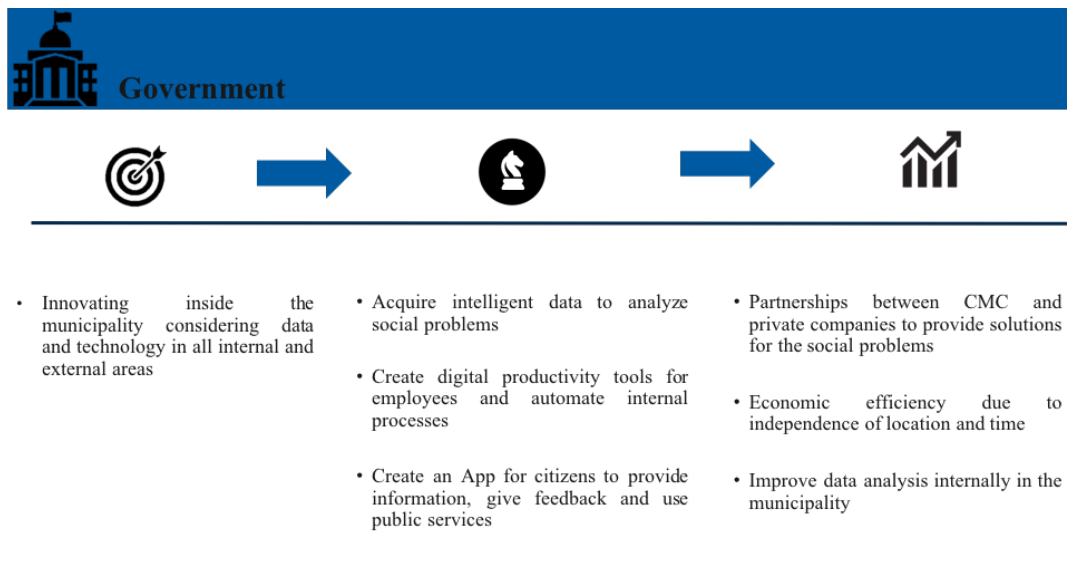 Government
• Innovating inside the
municipality considering data
and technology in all internal and
external areas
• Acquire intelligent data to analyze
social problems
• Create digital productivity tools for
employees and automate internal
processes
• Create an App for citizens to provide
information, give feedback and use
public services
• Partnerships between CMC and
private companies to provide solutions
for the social problems
• Economic efficiency due to
independence of location and time
• Improve data analysis internally in the
municipality